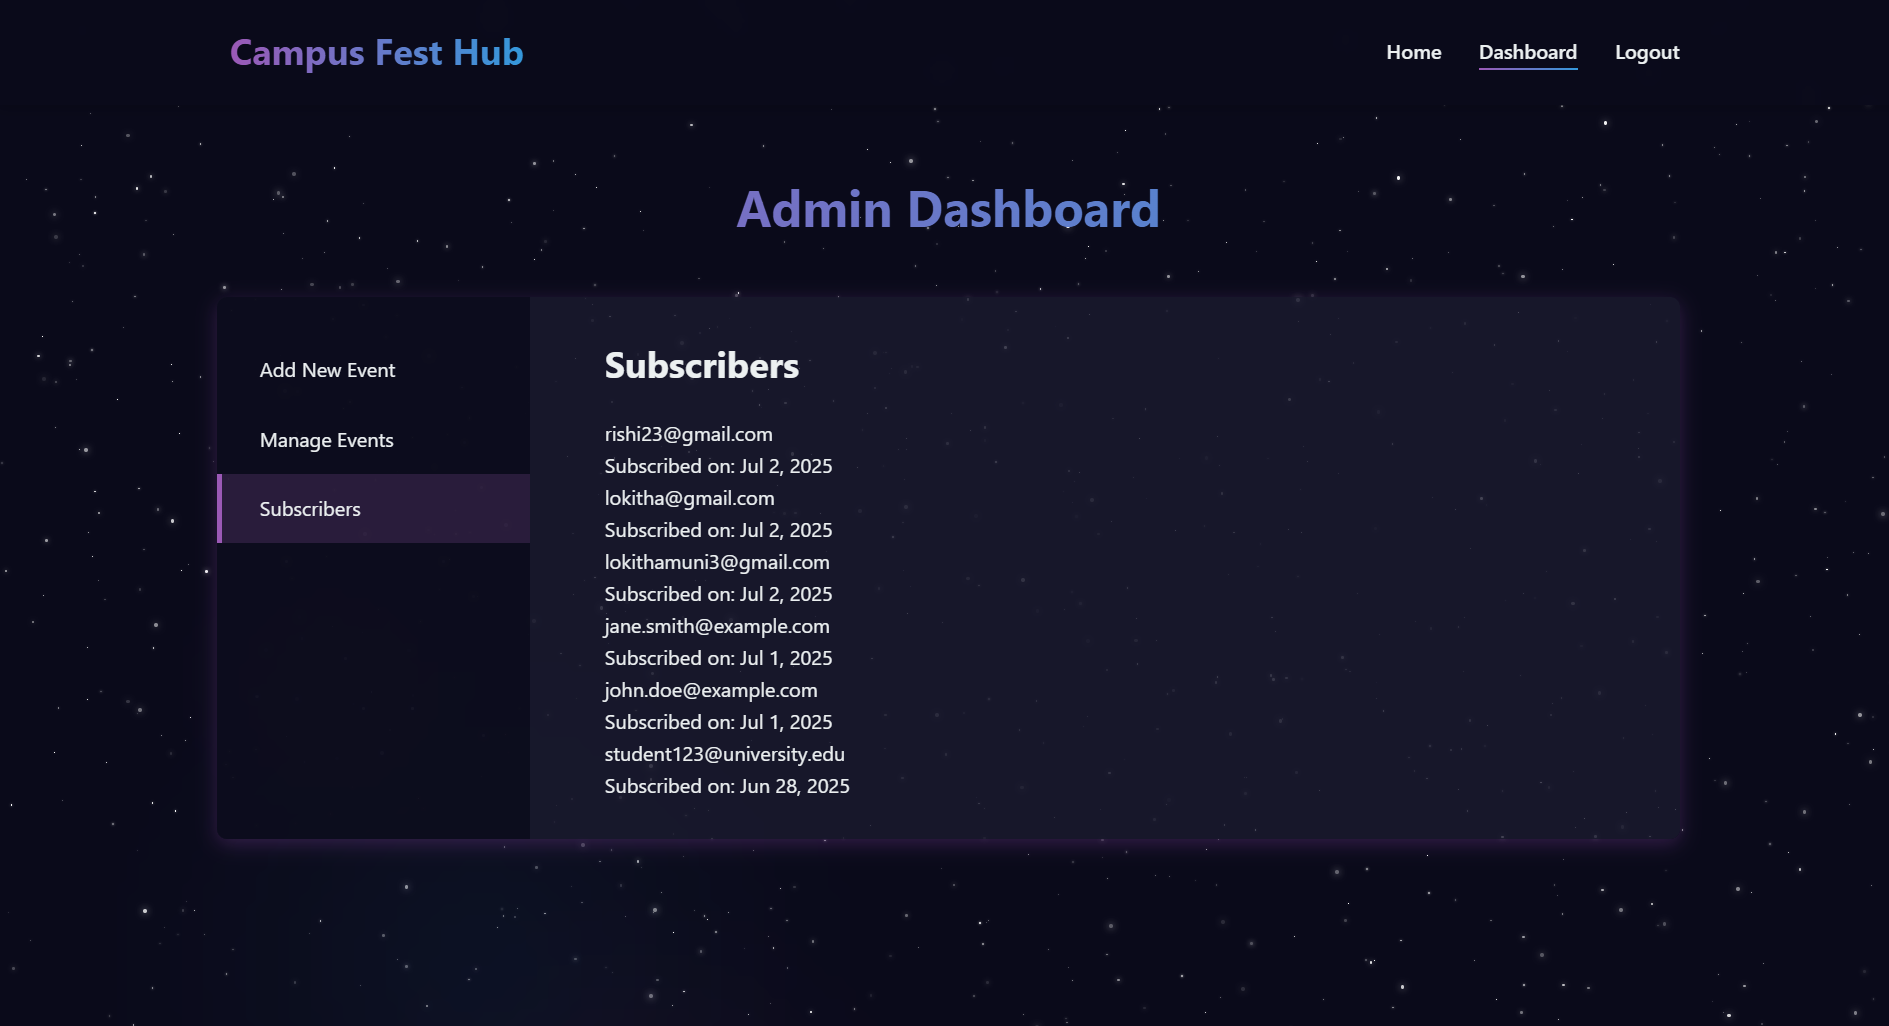 Campus Fest Hub
Home
Dashboard
Logout
Admin Dashboard
Add New Event
Manage Events
Subscribers
Subscribers
rishi23@gmail.com
Subscribed on: Jul 2, 2025
lokitha@gmail.com
Subscribed on: Jul 2, 2025
lokithamuni3@gmail.com
Subscribed on: Jul 2, 2025
jane.smith@example.com
Subscribed on: Jul 1, 2025
john.doe@example.com
Subscribed on: Jul 1, 2025
student123@university.edu
Subscribed on: Jun 28, 2025